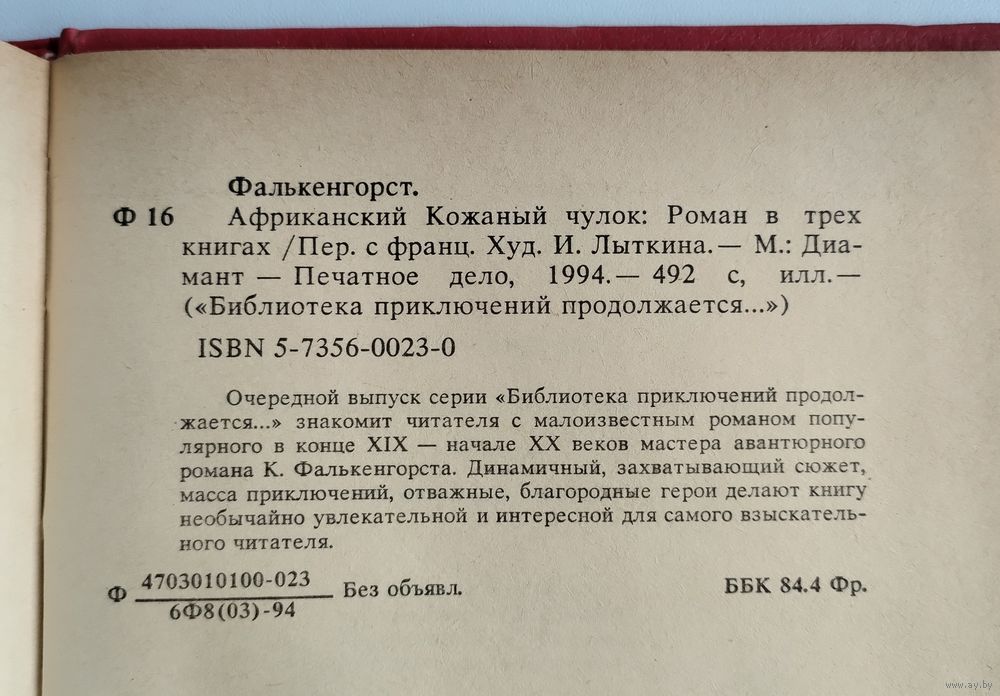 Фалькенгорст.
Ф 16 Африканский Кожаный чулок: Роман в трех
книгах /Пер. с франц. Худ. И. Лыткина.— М.: Диа-
мант — Печатное дело, 1994.— 492 с, илл.—
(«Библиотека приключений продолжается...»)
ISBN 5-7356-0023-0
Очередной выпуск серии «Библиотека приключений продол-
жается...» знакомит читателя с малоизвестным романом попу-
лярного в конце XIX — начале XX веков мастера авантюрного
романа К. Фалькенгорста. Динамичный, захватывающий сюжет,
масса приключений, отважные, благородные герои делают книгу
необычайно увлекательной и интересной для самого взыскатель-
ного читателя.
Ф 4703010100-023 Без объявл. ББК 84.4 Фр.
6Ф8(03)-94
www.ay.by